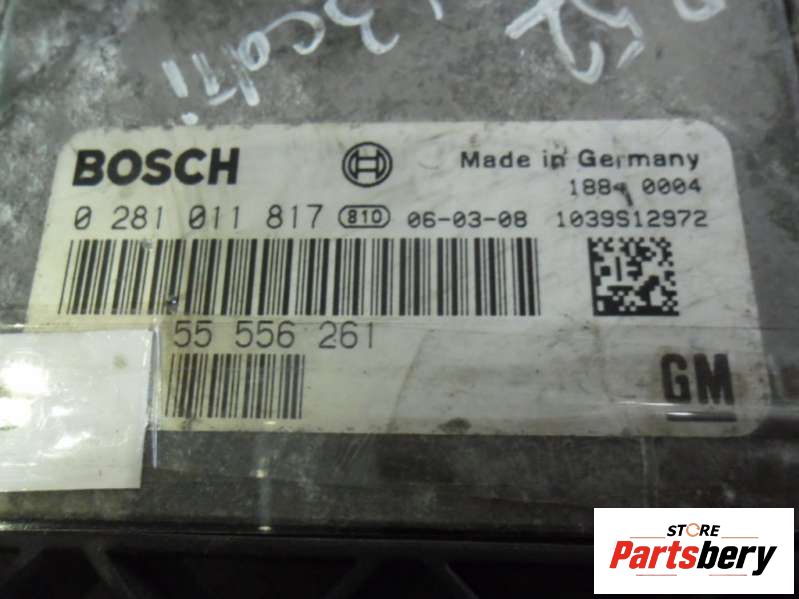 3cdTi
BOSCH
Made in Germany
0004
0 281 011 817 810 06-03-08 1039S12972
55 556 261
GM
STORE
Partsbery